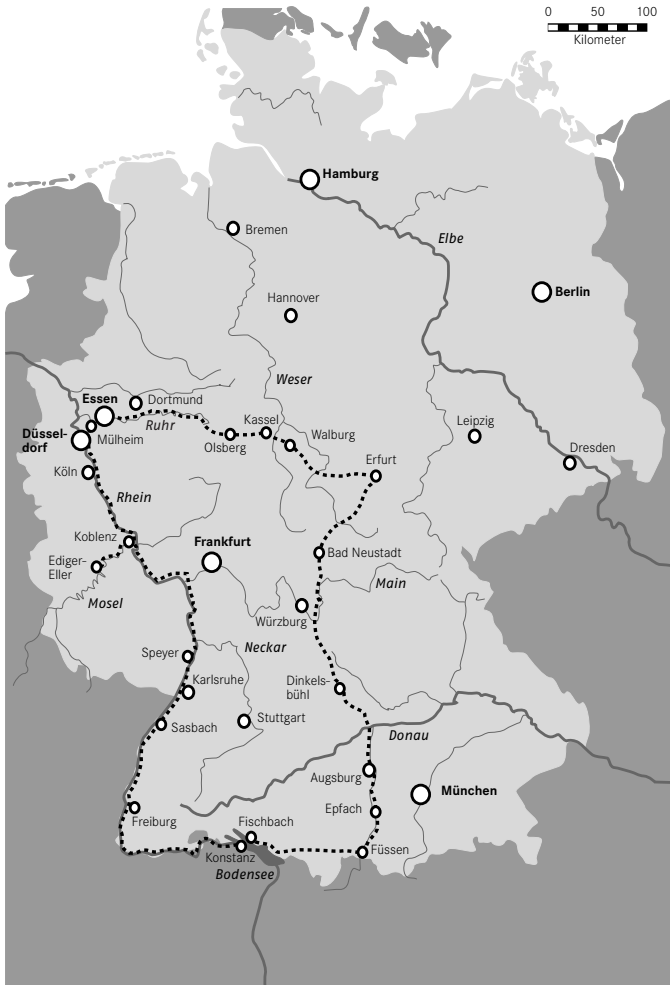 0 50 100
Kilometer
Hamburg
Bremen
Elbe
Berlin
Hannover
Weser
Essen
Dortmund
Ruhr
Düssel-
dorf
Mülheim
Olsberg
Kassel
Walburg
Leipzig
Erfurt
Dresden
Köln
Rhein
Koblenz
Frankfurt
Bad Neustadt
Ediger-
Eller
Mosel
Main
Würzburg
Neckar
Speyer
Karlsruhe
Dinkels-
bühl
Sasbach
Stuttgart
Donau
Augsburg
München
Epfach
Freiburg
Fischbach
Füssen
Konstanz
Bodensee